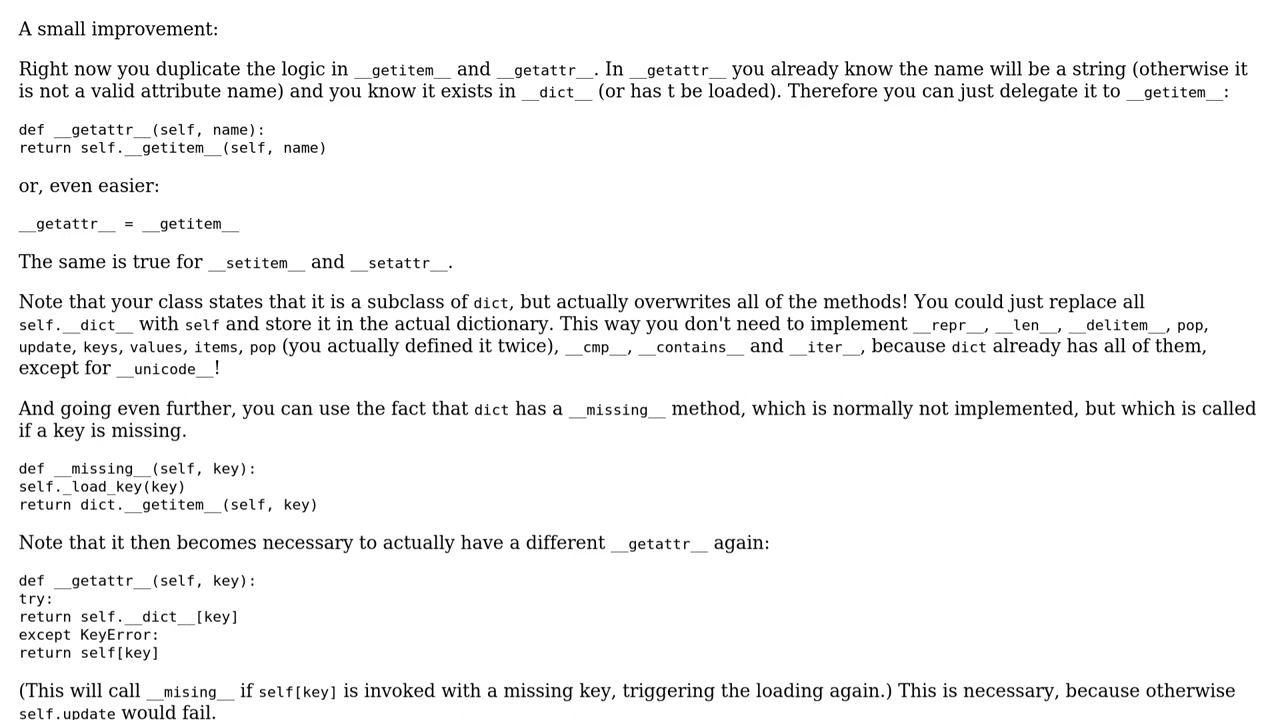 A small improvement:
Right now you duplicate the logic in __getitem__ and __getattr__. In __getattr__ you already know the name will be a string (otherwise it
is not a valid attribute name) and you know it exists in __dict__ (or has t be loaded). Therefore you can just delegate it to __getitem__:
def __getattr__(self, name):
return self.__getitem__(self, name)
or, even easier:
__getattr__ = __getitem__
The same is true for __setitem__ and __setattr__.
Note that your class states that it is a subclass of dict, but actually overwrites all of the methods! You could just replace all
self.__dict__ with self and store it in the actual dictionary. This way you don't need to implement __repr__, __len__, __delitem__, pop,
update, keys, values, items, pop (you actually defined it twice), __cmp__, __contains__ and __iter__, because dict already has all of them,
except for __unicode__!
And going even further, you can use the fact that dict has a __missing__ method, which is normally not implemented, but which is called
if a key is missing.
def __missing__(self, key):
self._load_key(key)
return dict.__getitem__(self, key)
Note that it then becomes necessary to actually have a different __getattr__ again:
def __getattr__(self, key):
try:
return self.__dict__[key]
except KeyError:
return self[key]
(This will call __mising__ if self[key] is invoked with a missing key, triggering the loading again.) This is necessary, because otherwise
self.update would fail.